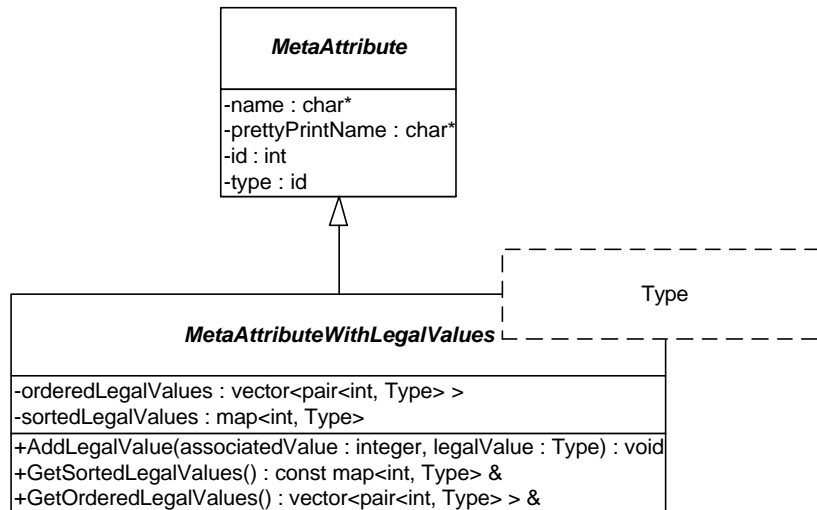 MetaAttribute
-name : char*
-prettyPrintName : char*
-id : int
-type : id
Type
MetaAttributeWithLegalValues
-orderedLegalValues : vector<pair<int, Type> >
-sortedLegalValues : map<int, Type>
+AddLegalValue(associatedValue : integer, legalValue : Type) : void
+GetSortedLegalValues() : const map<int, Type> &
+GetOrderedLegalValues() : vector<pair<int, Type> > &